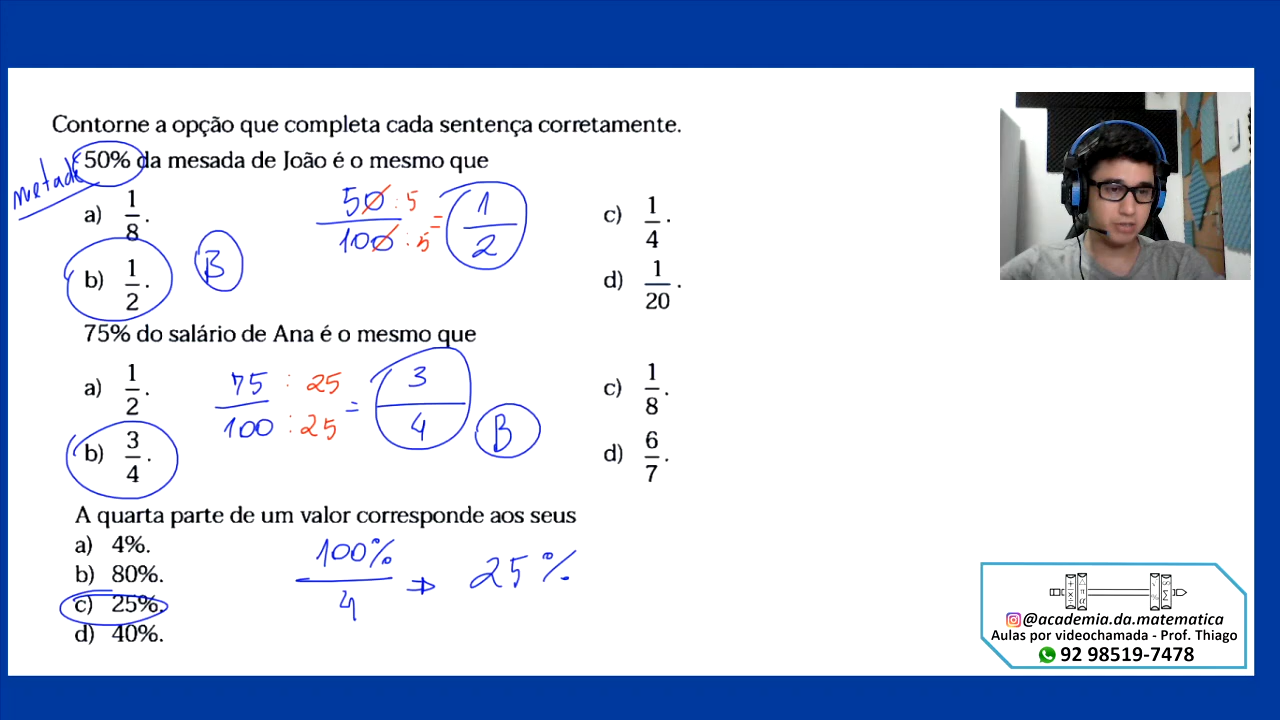 Contorne a opção que completa cada sentença corretamente.
metade
50% da mesada de João é o mesmo que
a) 1/8.
50/100 :5 :5 = 1/2
c) 1/4.
b) 1/2.
B
d) 1/20.
75% do salário de Ana é o mesmo que
a) 1/2.
75/100 :25 :25 = 3/4
B
c) 1/8.
b) 3/4.
d) 6/7.
A quarta parte de um valor corresponde aos seus
a) 4%.
b) 80%.
c) 25%.
d) 40%.
100%/4 ⇒ 25%
@academia.da.matematica
Aulas por videochamada - Prof. Thiago
92 98519-7478